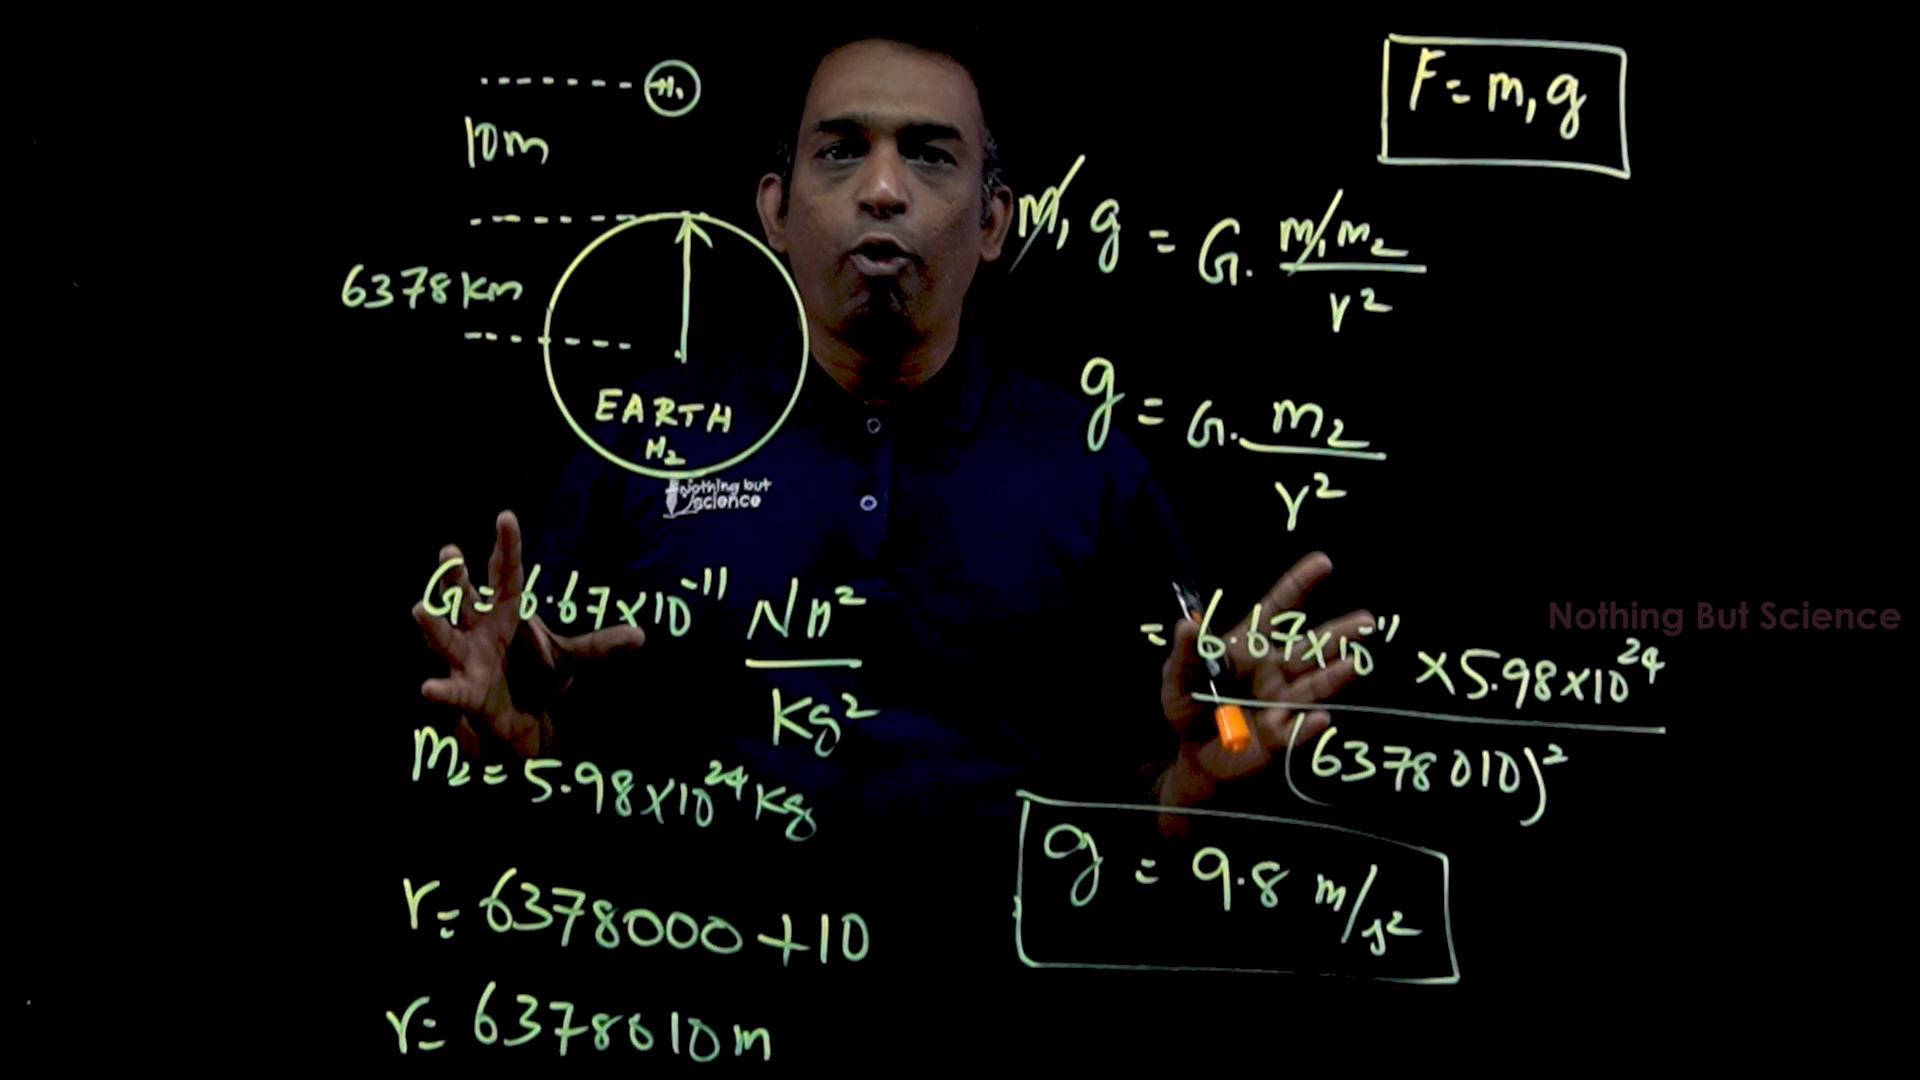 M₁
10m
6378 Km
EARTH
M₂
Nothing but
science
G = 6.67×10⁻¹¹ Nm²/Kg²
m₂ = 5.98×10²⁴ Kg
r = 6378000+10
r = 6378010m
F = m₁g
m₁g = G. m₁m₂/r²
g = G. m₂/r²
= 6.67×10⁻¹¹ × 5.98×10²⁴/(6378010)²
g = 9.8 m/s²
Nothing But Science